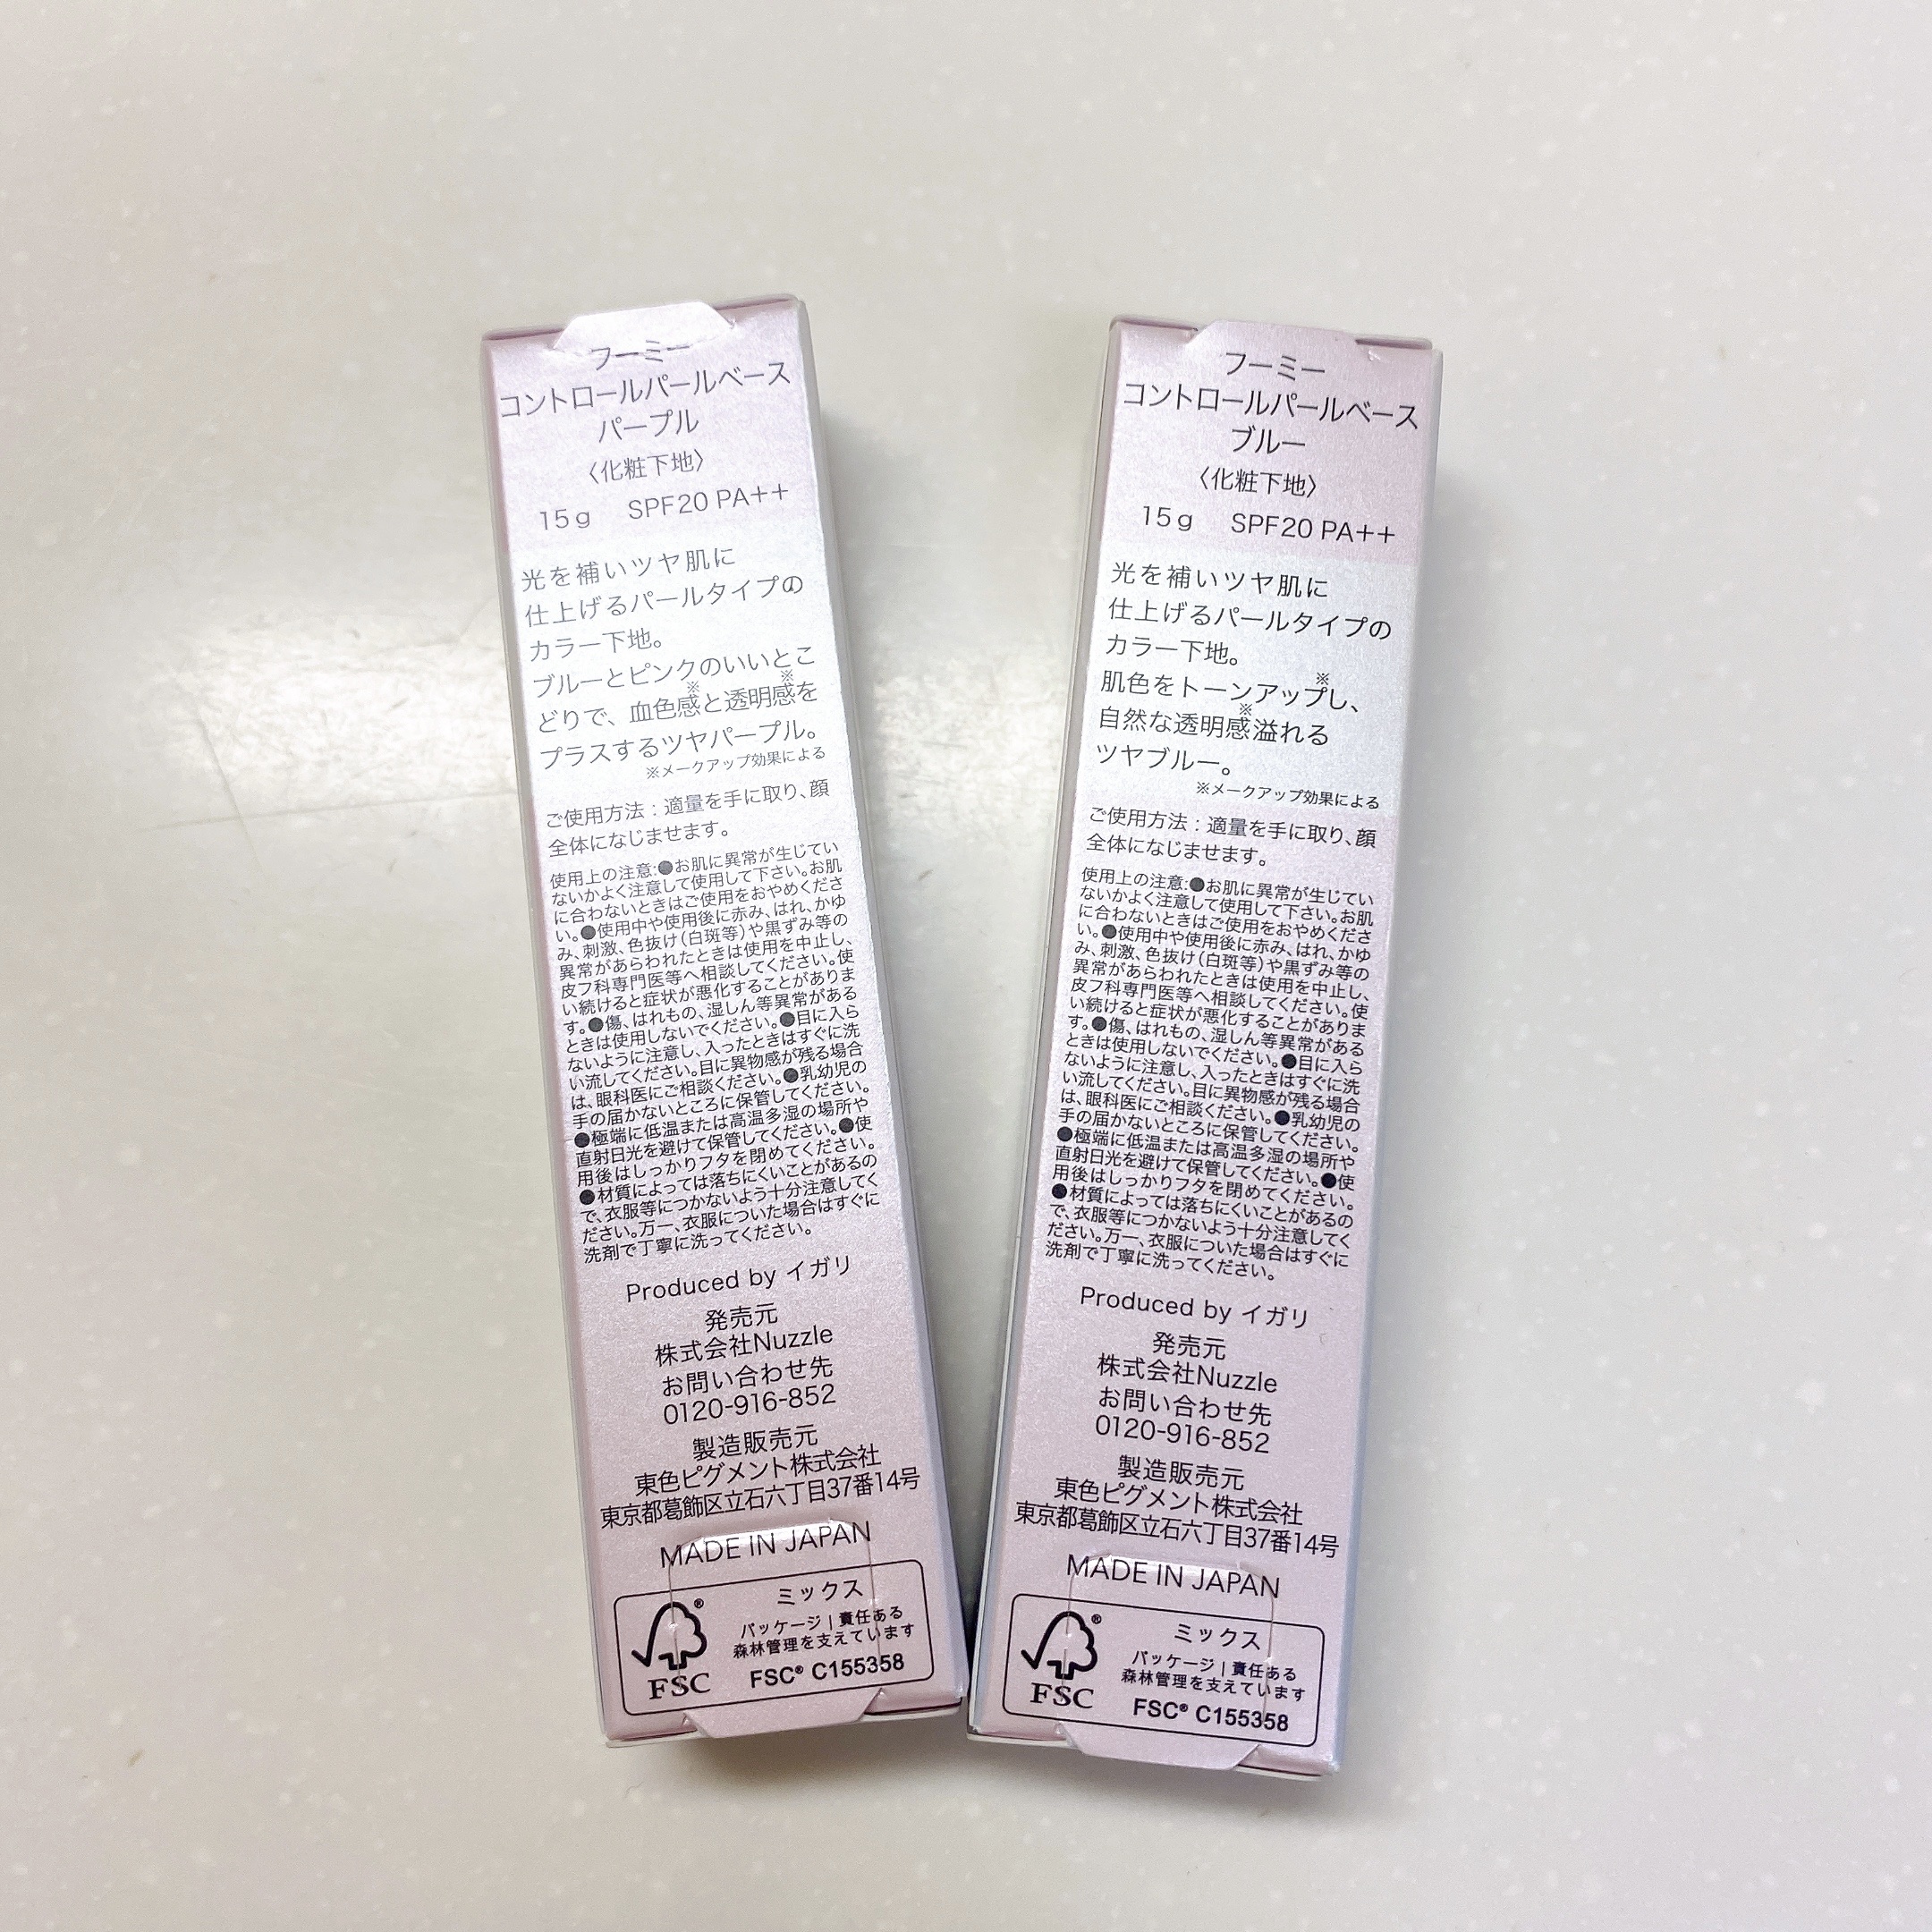 フーミー
コントロールパールベース
パープル
〈化粧下地〉
15g SPF20 PA++
光を補いツヤ肌に
仕上げるパールタイプの
カラー下地。
ブルーとピンクのいいとこ
どりで、血色感※と透明感※を
プラスするツヤパープル。
※メークアップ効果による
ご使用方法：適量を手に取り、顔
全体になじませます。
使用上の注意:●お肌に異常が生じてい
ないかよく注意して使用して下さい。お肌
に合わないときはご使用をおやめくださ
い。●使用中や使用後に赤み、はれ、かゆ
み、刺激、色抜け(白斑等)や黒ずみ等の
異常があらわれたときは使用を中止し、
皮フ科専門医等へ相談してください。使
い続けると症状が悪化することがありま
す。●傷、はれもの、湿しん等異常がある
ときは使用しないでください。●目に入ら
ないように注意し、入ったときはすぐに洗
い流してください。目に異物感が残る場合
は、眼科医にご相談ください。●乳幼児の
手の届かないところに保管してください。
●極端に低温または高温多湿の場所や
直射日光を避けて保管してください。●使
用後はしっかりフタを閉めてください。
●材質によっては落ちにくいことがあるの
で、衣服等につかないよう十分注意してく
ださい。万一、衣服についた場合はすぐに
洗剤で丁寧に洗ってください。
Produced by イガリ
発売元
株式会社Nuzzle
お問い合わせ先
0120-916-852
製造販売元
東色ピグメント株式会社
東京都葛飾区立石六丁目37番14号
MADE IN JAPAN
ミックス
パッケージ | 責任ある
森林管理を支えています
FSC® C155358
®
FSC
フーミー
コントロールパールベース
ブルー
〈化粧下地〉
15g SPF20 PA++
光を補いツヤ肌に
仕上げるパールタイプの
カラー下地。
肌色をトーンアップ※し、
自然な透明感※溢れる
ツヤブルー。
※メークアップ効果による
ご使用方法：適量を手に取り、顔
全体になじませます。
使用上の注意:●お肌に異常が生じてい
ないかよく注意して使用して下さい。お肌
に合わないときはご使用をおやめくださ
い。●使用中や使用後に赤み、はれ、かゆ
み、刺激、色抜け(白斑等)や黒ずみ等の
異常があらわれたときは使用を中止し、
皮フ科専門医等へ相談してください。使
い続けると症状が悪化することがありま
す。●傷、はれもの、湿しん等異常がある
ときは使用しないでください。●目に入ら
ないように注意し、入ったときはすぐに洗
い流してください。目に異物感が残る場合
は、眼科医にご相談ください。●乳幼児の
手の届かないところに保管してください。
●極端に低温または高温多湿の場所や
直射日光を避けて保管してください。●使
用後はしっかりフタを閉めてください。
●材質によっては落ちにくいことがあるの
で、衣服等につかないよう十分注意してく
ださい。万一、衣服についた場合はすぐに
洗剤で丁寧に洗ってください。
Produced by イガリ
発売元
株式会社Nuzzle
お問い合わせ先
0120-916-852
製造販売元
東色ピグメント株式会社
東京都葛飾区立石六丁目37番14号
MADE IN JAPAN
ミックス
パッケージ | 責任ある
森林管理を支えています
FSC® C155358
®
FSC